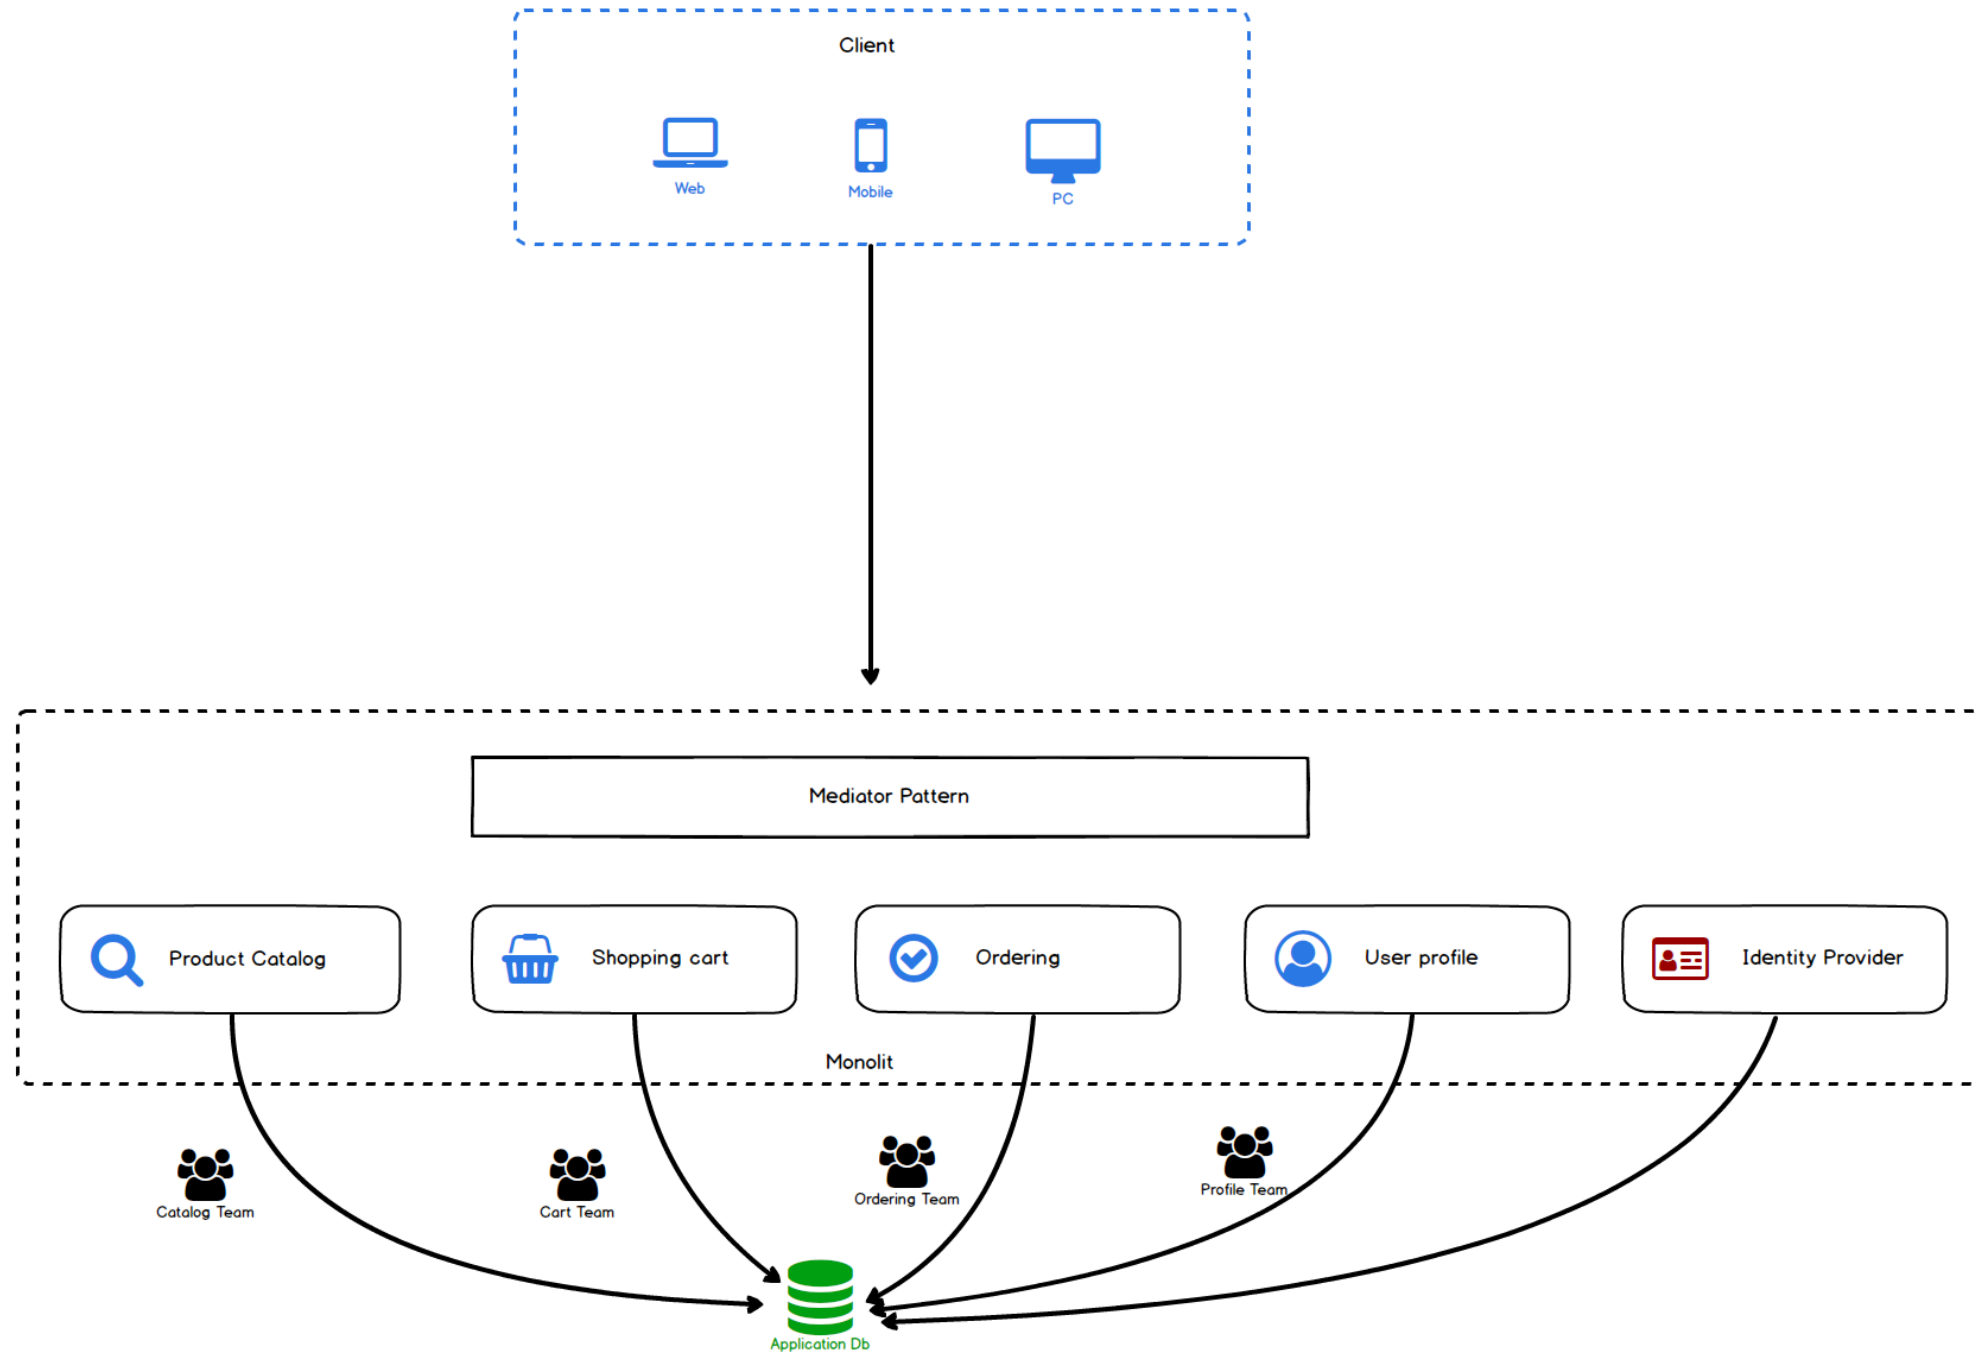 Client
Web
Mobile
PC
Mediator Pattern
Product Catalog
Shopping cart
Ordering
User profile
Identity Provider
Monolit
Catalog Team
Cart Team
Ordering Team
Profile Team
Application Db